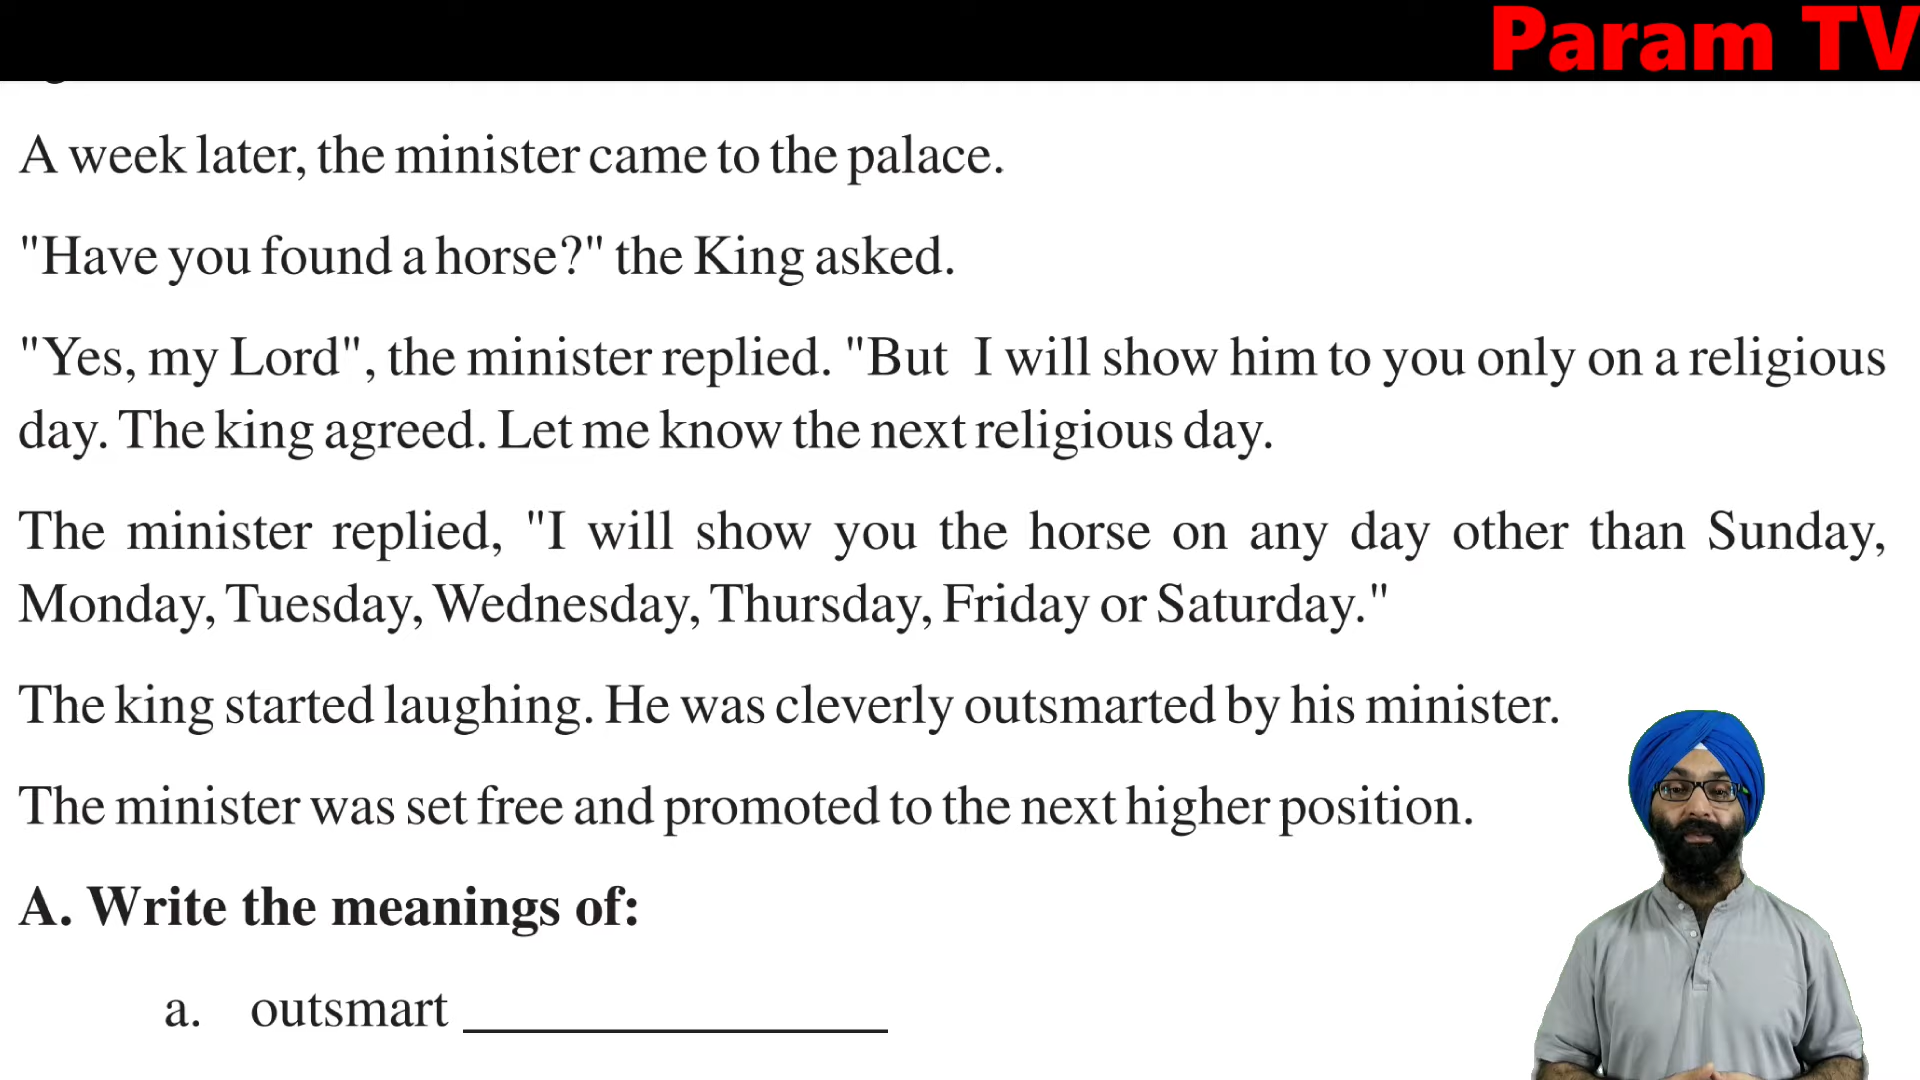 Param TV
A week later, the minister came to the palace.
"Have you found a horse?" the King asked.
"Yes, my Lord", the minister replied. "But I will show him to you only on a religious
day. The king agreed. Let me know the next religious day.
The minister replied, "I will show you the horse on any day other than Sunday,
Monday, Tuesday, Wednesday, Thursday, Friday or Saturday."
The king started laughing. He was cleverly outsmarted by his minister.
The minister was set free and promoted to the next higher position.
A. Write the meanings of:
a. outsmart